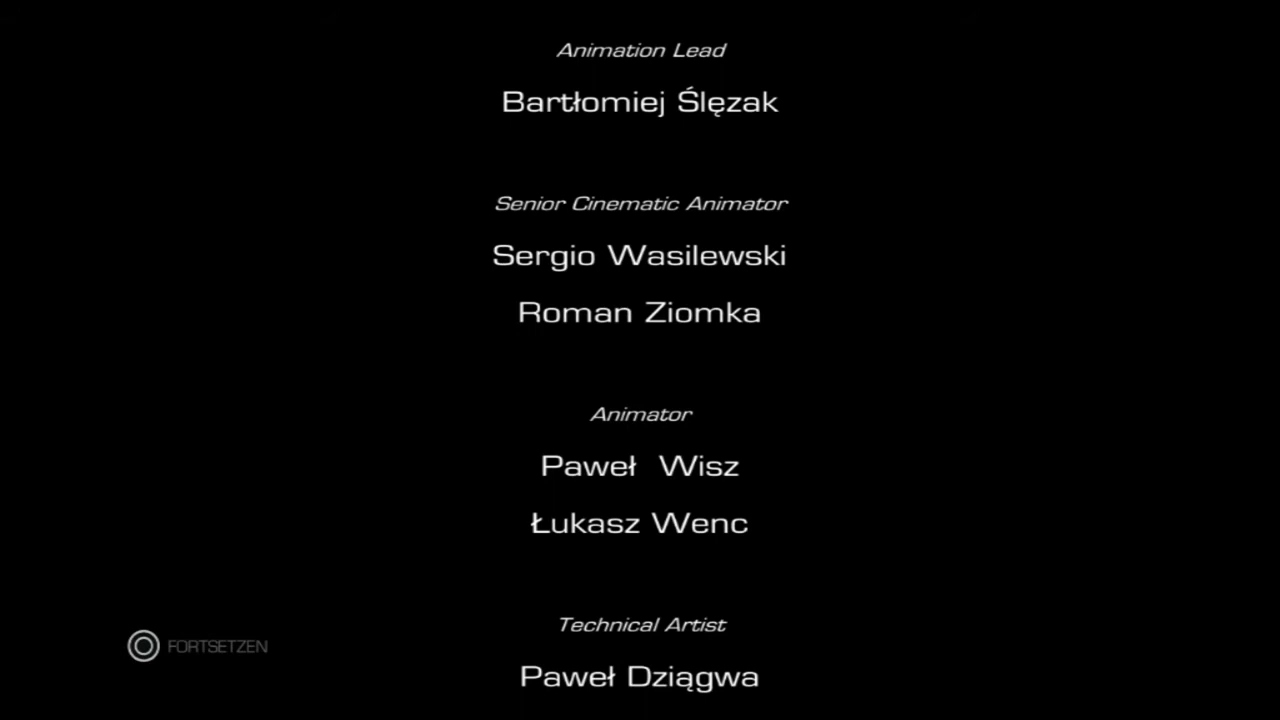 Animation Lead
Bartłomiej Ślęzak
Senior Cinematic Animator
Sergio Wasilewski
Roman Ziomka
Animator
Paweł  Wisz
Łukasz Wenc
Technical Artist
FORTSETZEN
Paweł Dziągwa